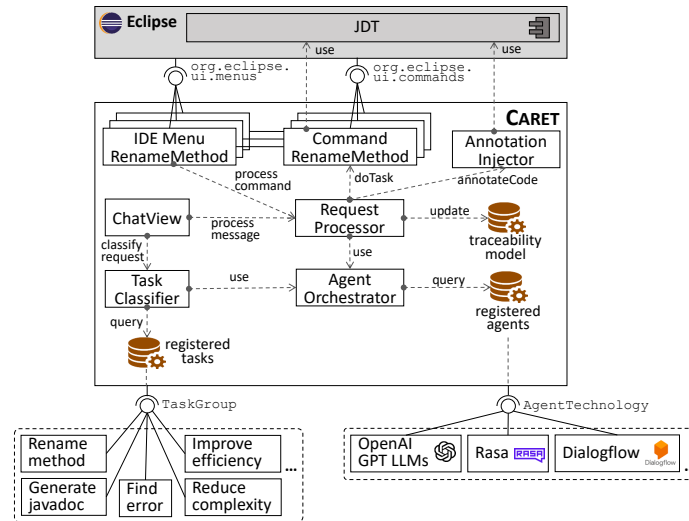 Eclipse
JDT
use
use
org.eclipse.
ui.menus
org.eclipse.
ui.commands
CARET
IDE Menu
RenameMethod
Command
RenameMethod
Annotation
Injector
process
command
doTask
annotateCode
ChatView
process
message
Request
Processor
update
traceability
model
classify
request
use
Task
Classifier
use
Agent
Orchestrator
query
registered
agents
query
registered
tasks
TaskGroup
AgentTechnology
Rename
method
Improve
efficiency
...
Generate
javadoc
Find
error
Reduce
complexity
OpenAI
GPT LLMs
Rasa
RASA
Dialogflow
Dialogflow
.